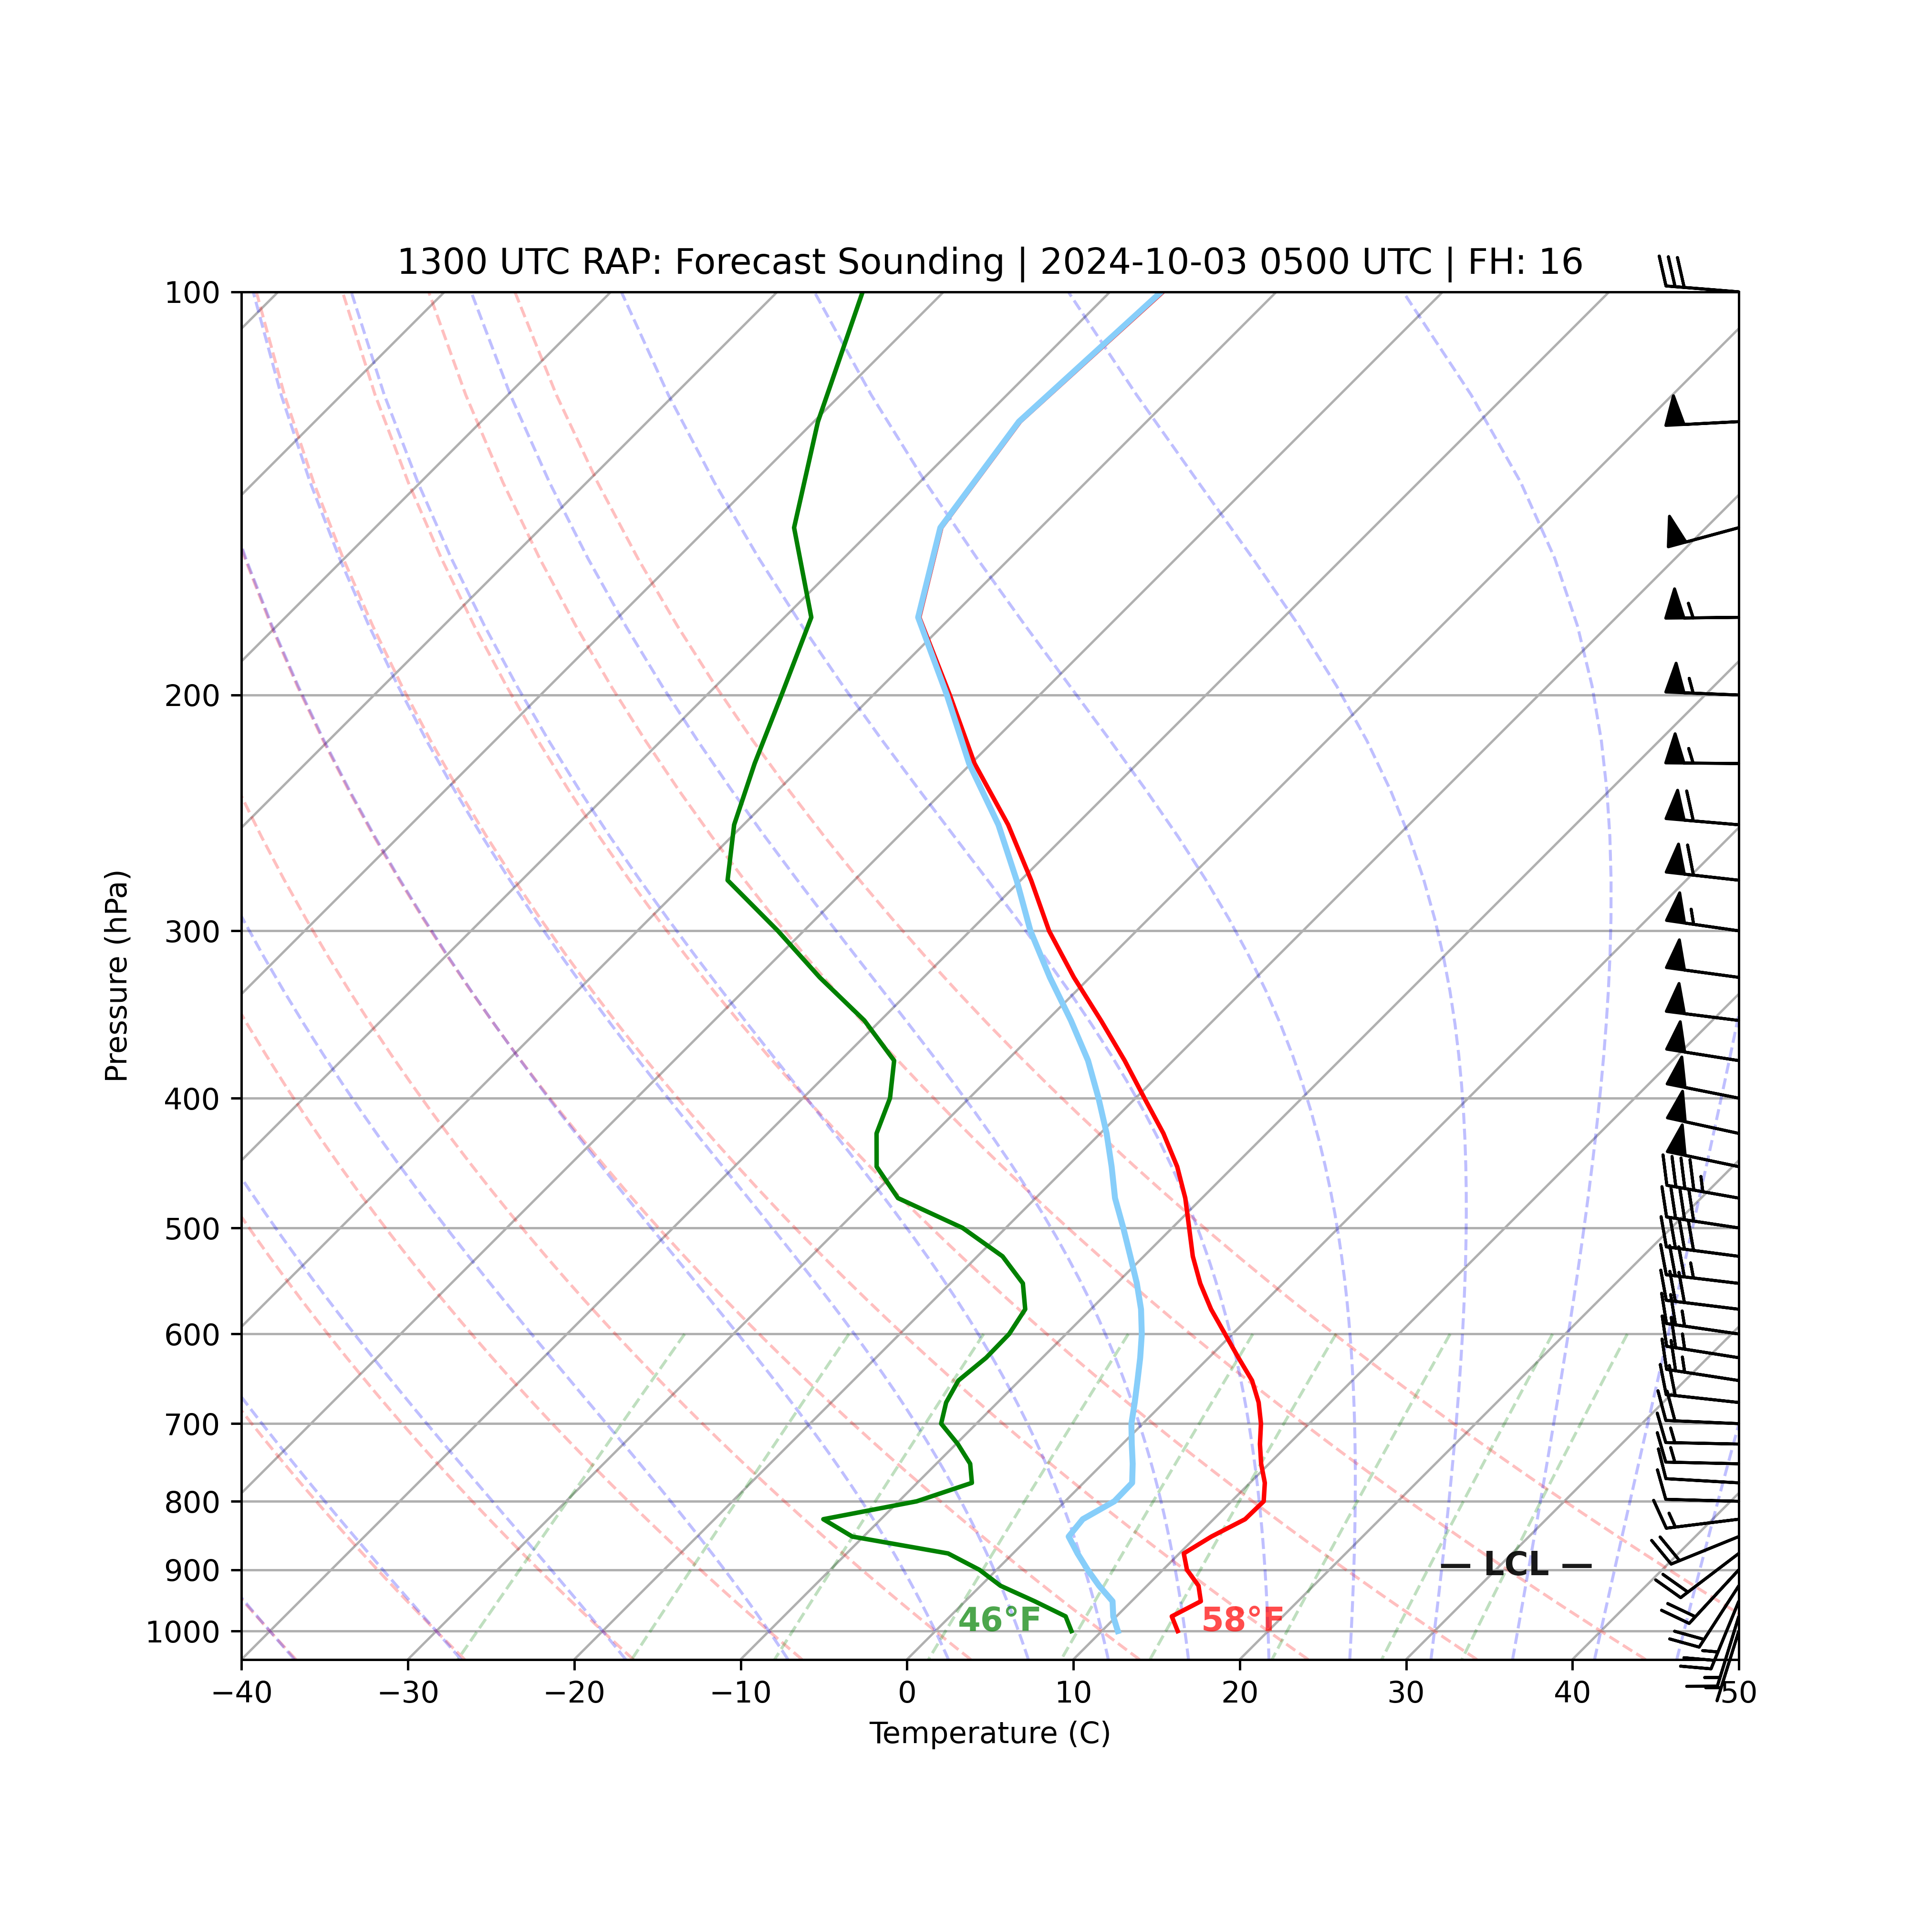 1300 UTC RAP: Forecast Sounding | 2024-10-03 0500 UTC | FH: 16
100
200
300
400
500
600
700
800
900
1000
Pressure (hPa)
— LCL —
46°F
58°F
−40 −30 −20 −10 0 10 20 30 40 50
Temperature (C)